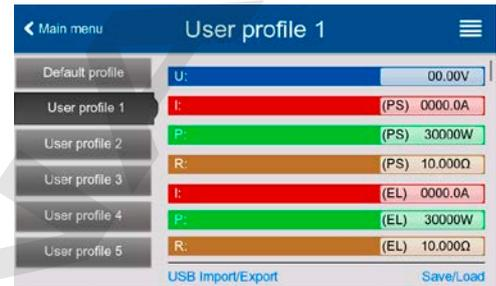 Main menu
User profile 1
Default profile
User profile 1
User profile 2
User profile 3
User profile 4
User profile 5
U: 00.00V
I: (PS) 0000.0A
P: (PS) 30000W
R: (PS) 10.000Ω
I: (EL) 0000.0A
P: (EL) 30000W
R: (EL) 10.000Ω
USB Import/Export
Save/Load